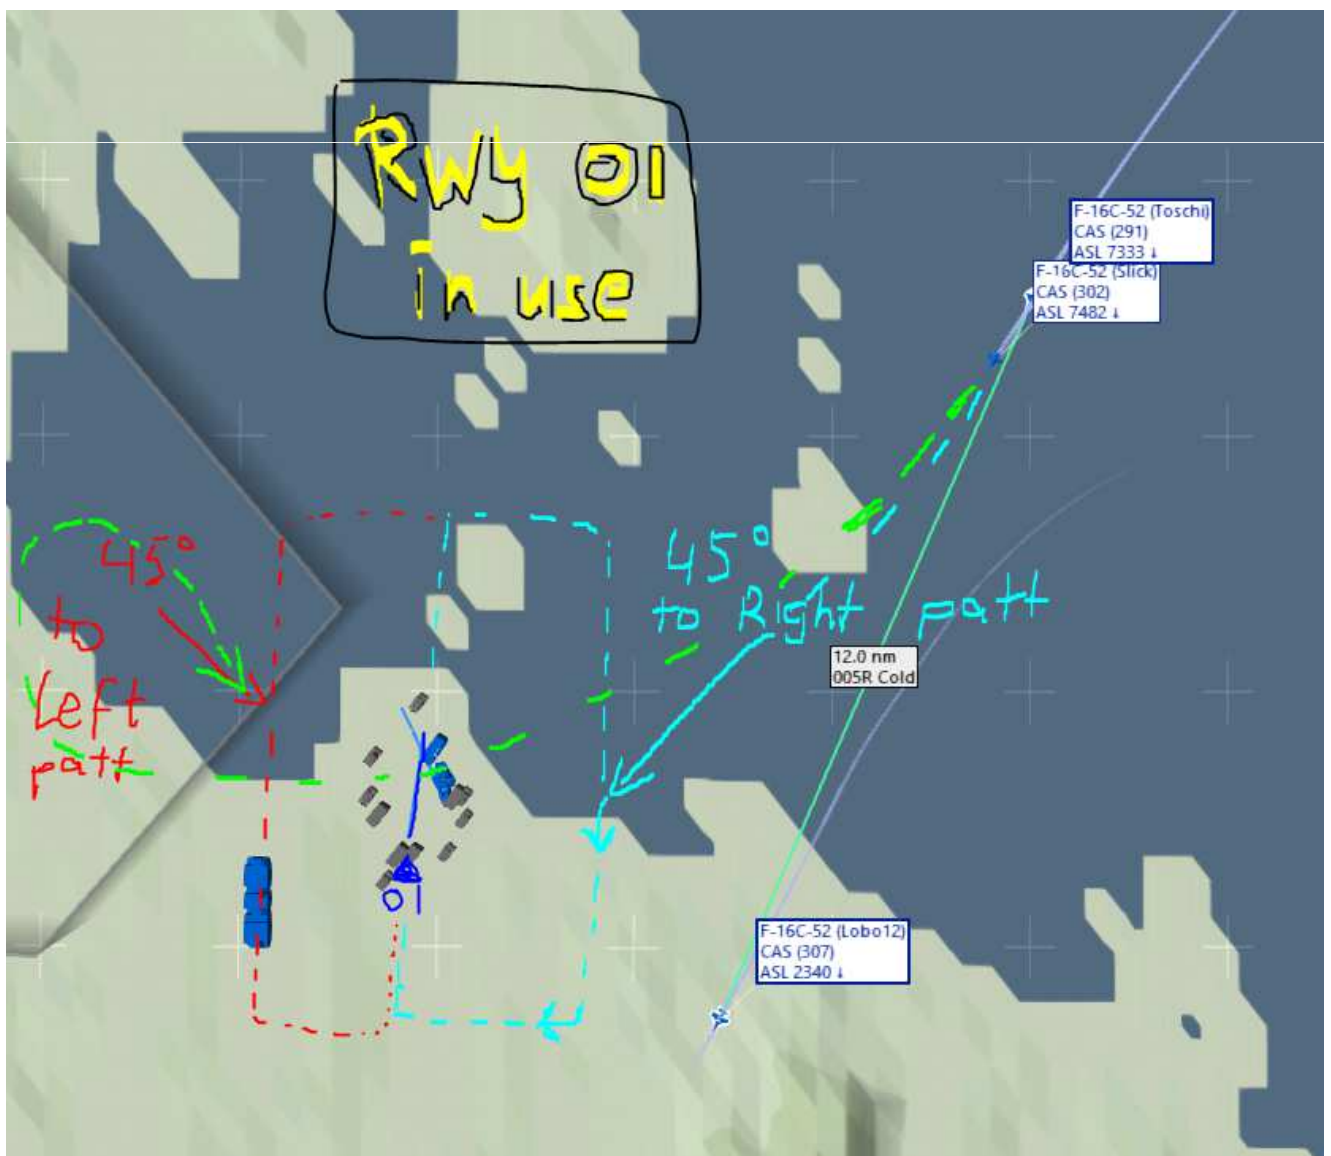 Rwy 01
in use
F-16C-52 (Toschi)
CAS (291)
ASL 7333 ↓
F-16C-52 (Slick)
CAS (302)
ASL 7482 ↓
45°
to
Left
patt
45°
to Right patt
12.0 nm
005R Cold
01
F-16C-52 (Lobo12)
CAS (307)
ASL 2340 ↓